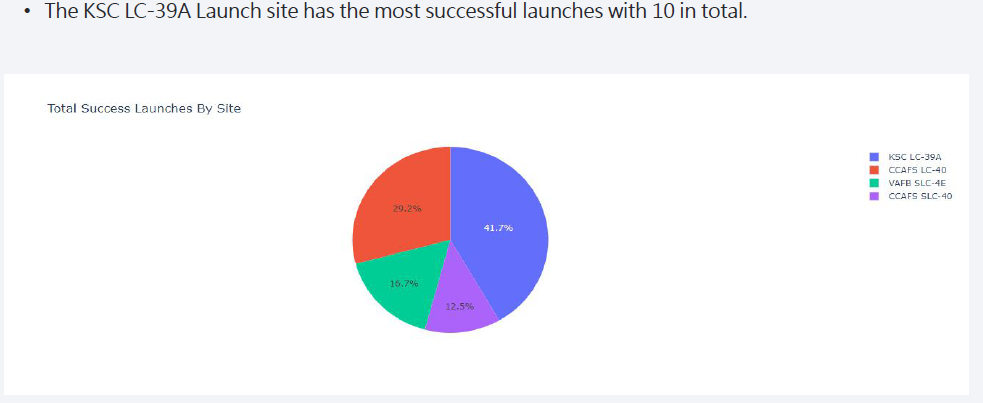 • The KSC LC-39A Launch site has the most successful launches with 10 in total.
Total Success Launches By Site
KSC LC-39A
CCAFS LC-40
VAFB SLC-4E
CCAFS SLC-40
29.2%
41.7%
16.7%
12.5%